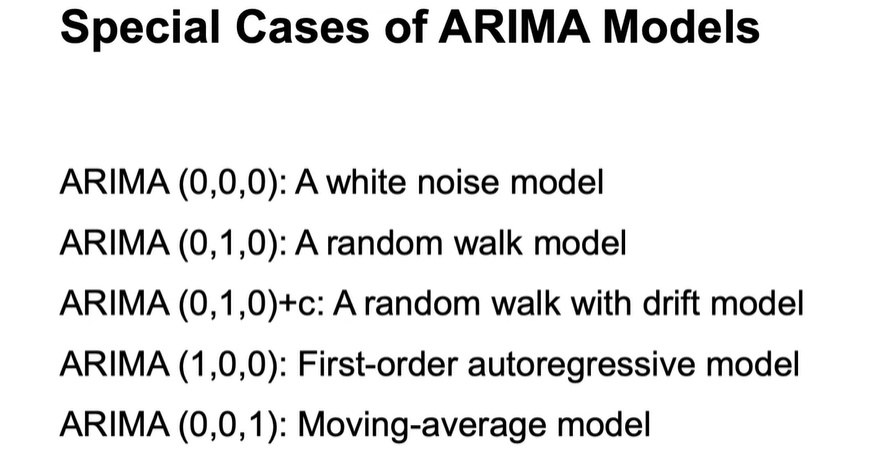 Special Cases of ARIMA Models
ARIMA (0,0,0): A white noise model
ARIMA (0,1,0): A random walk model
ARIMA (0,1,0)+c: A random walk with drift model
ARIMA (1,0,0): First-order autoregressive model
ARIMA (0,0,1): Moving-average model